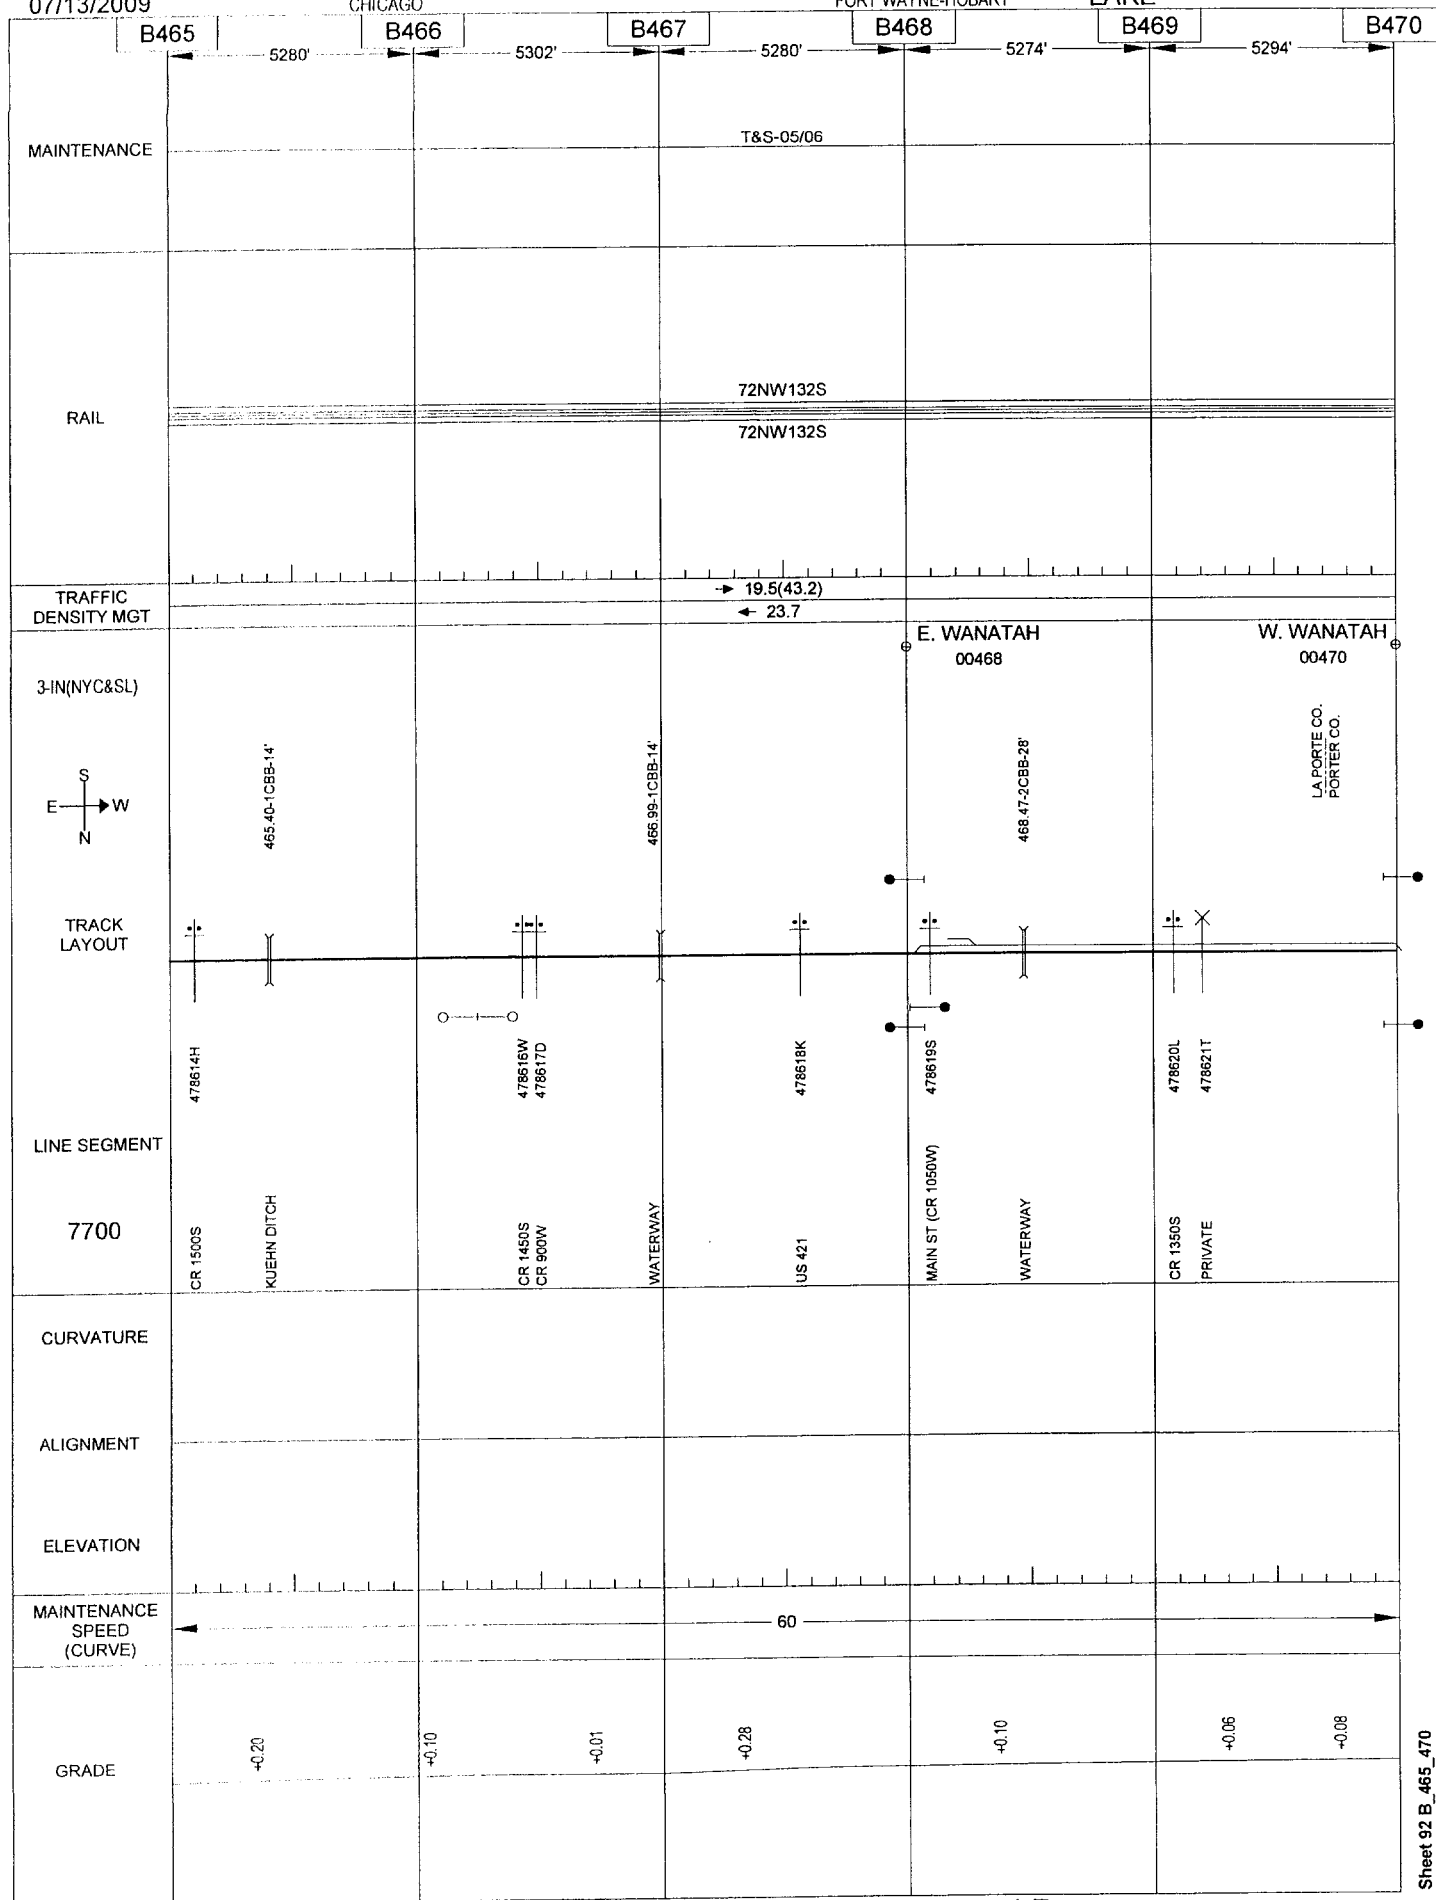 07/13/2009 CHICAGO FORT WAYNE-HOBART LAKE
B465 B466 B467 B468 B469 B470
5280' 5302' 5280' 5274' 5294'
MAINTENANCE
T&S-05/06
RAIL
72NW132S
72NW132S
TRAFFIC
DENSITY MGT
19.5(43.2)
23.7
E. WANATAH
00468
W. WANATAH
00470
3-IN(NYC&SL)
S
E W
N
465.40-1CBB-14'
466.99-1CBB-14'
468.47-2CBB-28'
LA PORTE CO.
PORTER CO.
TRACK
LAYOUT
478614H
478616W
478617D
478618K
478619S
478620L
478621T
LINE SEGMENT
7700
CR 1500S
KUEHN DITCH
CR 1450S
CR 900W
WATERWAY
US 421
MAIN ST (CR 1050W)
WATERWAY
CR 1350S
PRIVATE
CURVATURE
ALIGNMENT
ELEVATION
MAINTENANCE
SPEED
(CURVE)
60
GRADE
+0.20
+0.10
+0.01
+0.28
+0.10
+0.06
+0.08
Sheet 92 B_465_470